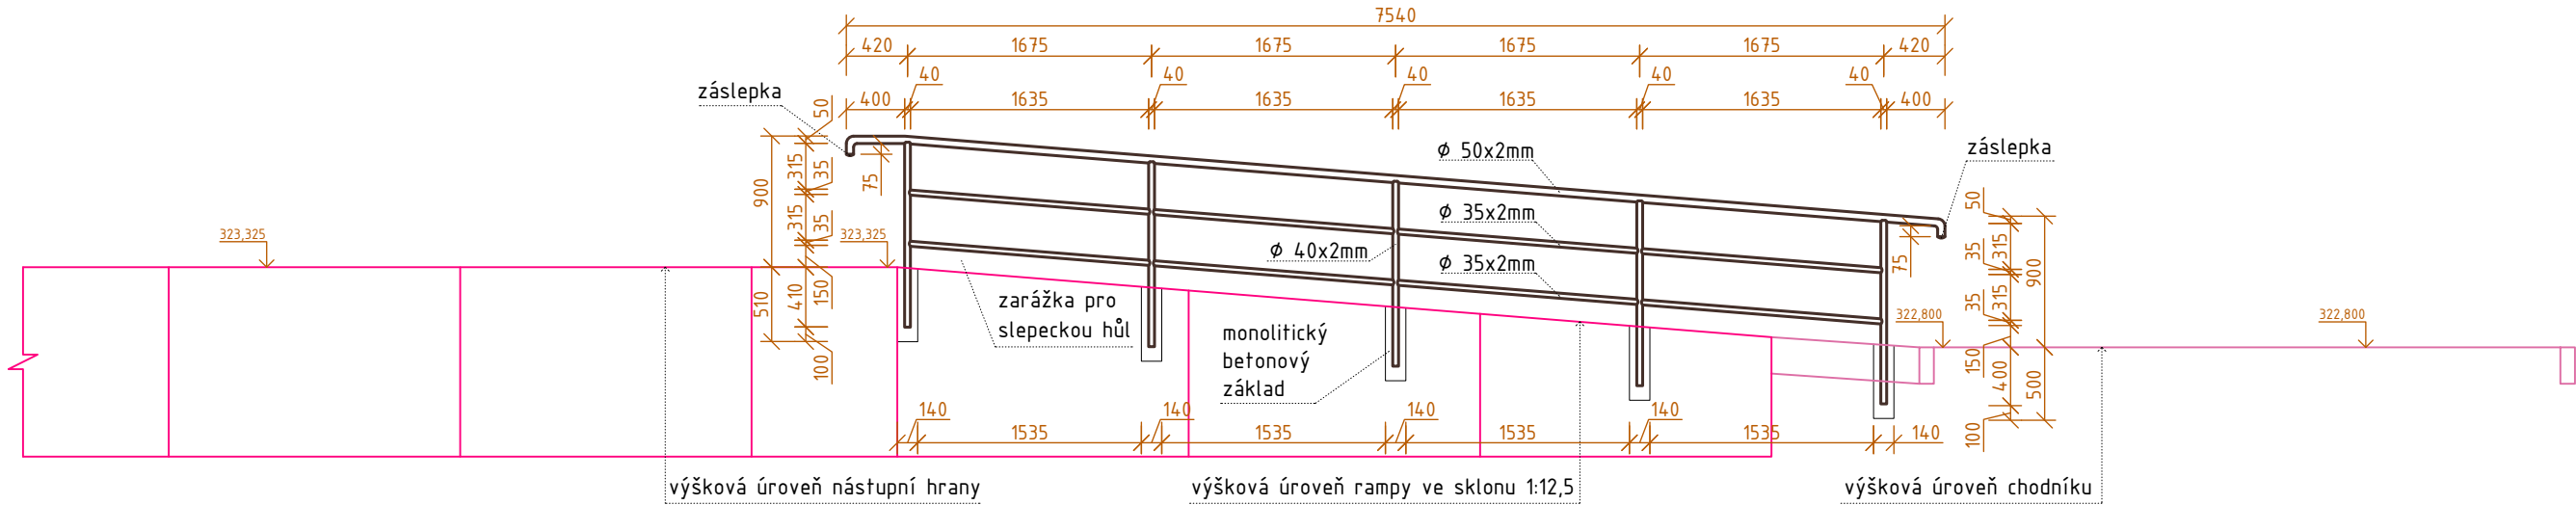 7540
420 1675 1675 1675 1675 420
40 40 40 40 40
400 1635 1635 1635 1635 400
záslepka
50
315
35
900
75
315
35
323,325
323,325
510
410
150
100
φ 50x2mm
φ 35x2mm
φ 40x2mm
φ 35x2mm
záslepka
50
315
35
75
900
315
35
322,800
322,800
150
400
500
100
zarážka pro
slepeckou hůl
monolitický
betonový
základ
140 140 140 140
1535 1535 1535 1535 140
výšková úroveň nástupní hrany
výšková úroveň rampy ve sklonu 1:12,5
výšková úroveň chodníku